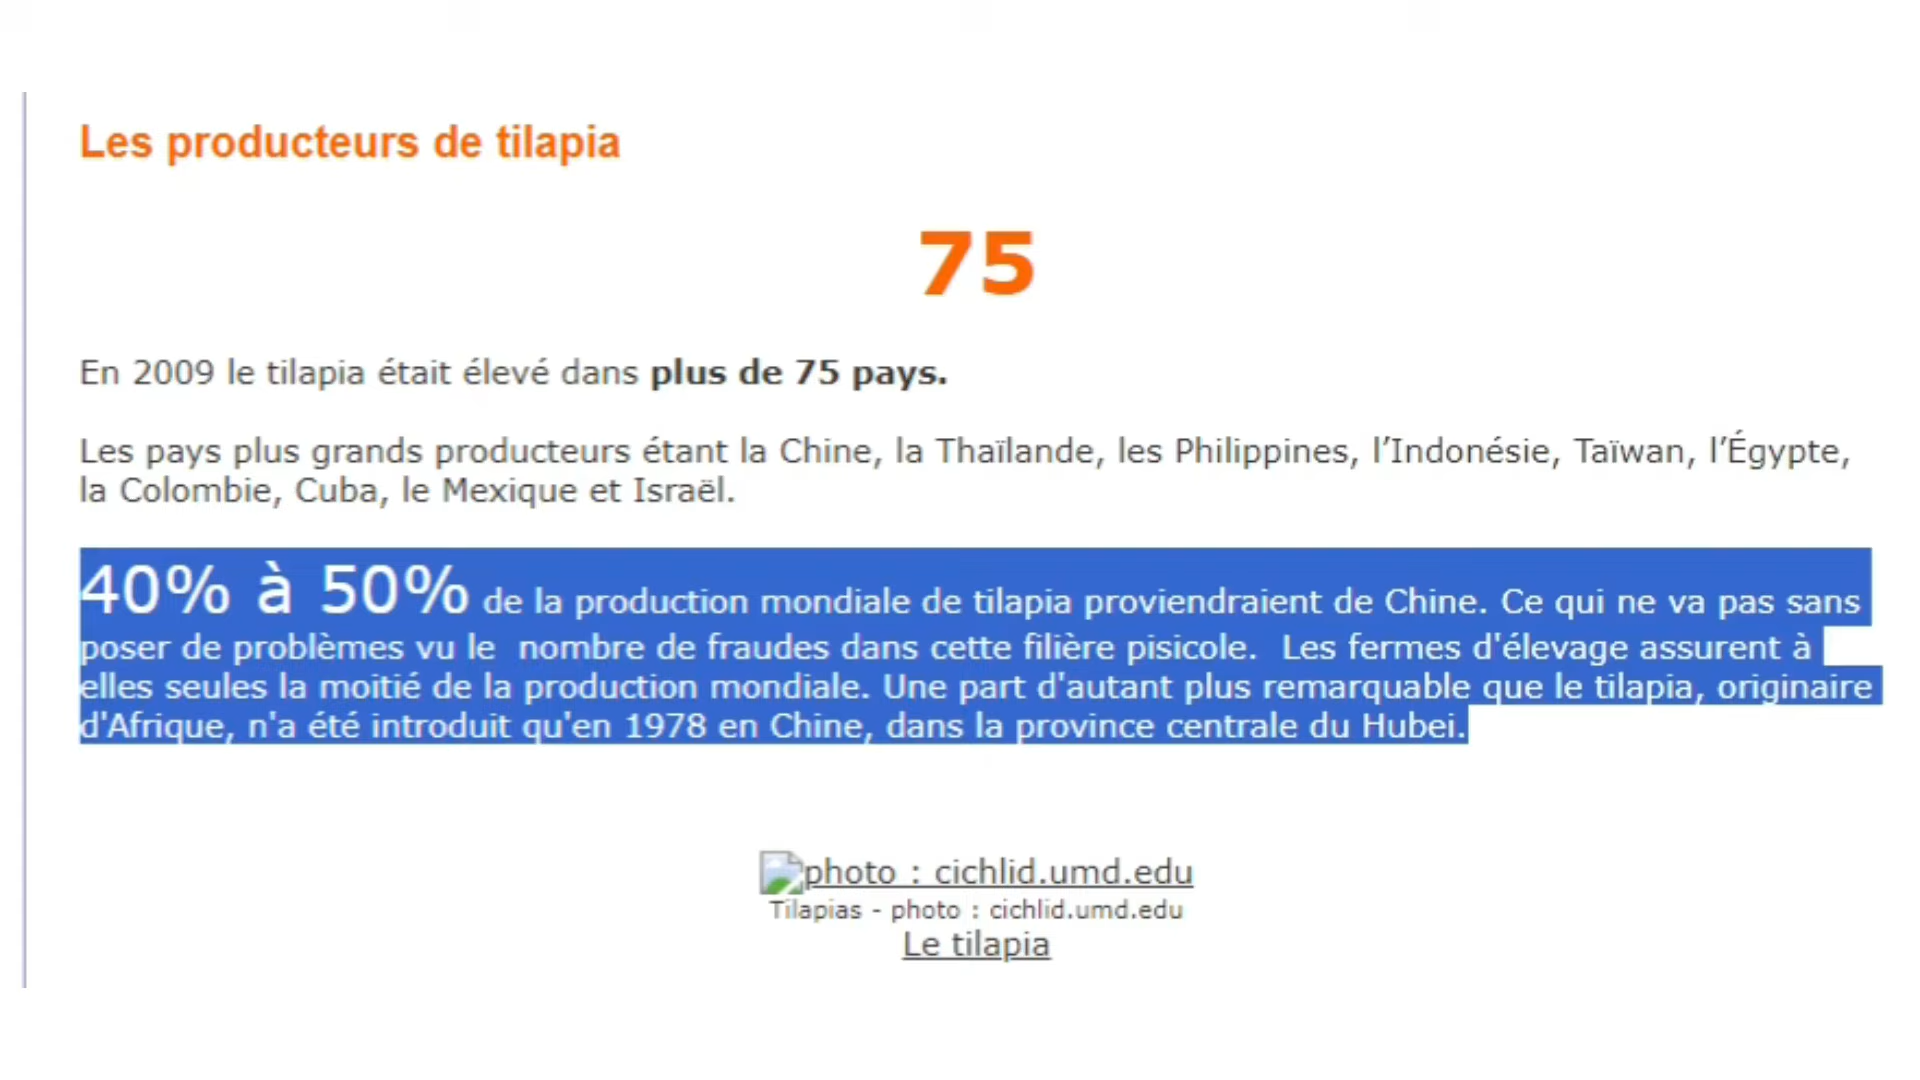 Les producteurs de tilapia
75
En 2009 le tilapia était élevé dans plus de 75 pays.
Les pays plus grands producteurs étant la Chine, la Thaïlande, les Philippines, l’Indonésie, Taïwan, l’Égypte,
la Colombie, Cuba, le Mexique et Israël.
40% à 50% de la production mondiale de tilapia proviendraient de Chine. Ce qui ne va pas sans
poser de problèmes vu le  nombre de fraudes dans cette filière pisicole.  Les fermes d'élevage assurent à
elles seules la moitié de la production mondiale. Une part d'autant plus remarquable que le tilapia, originaire
d'Afrique, n'a été introduit qu'en 1978 en Chine, dans la province centrale du Hubei.
photo : cichlid.umd.edu
Tilapias - photo : cichlid.umd.edu
Le tilapia